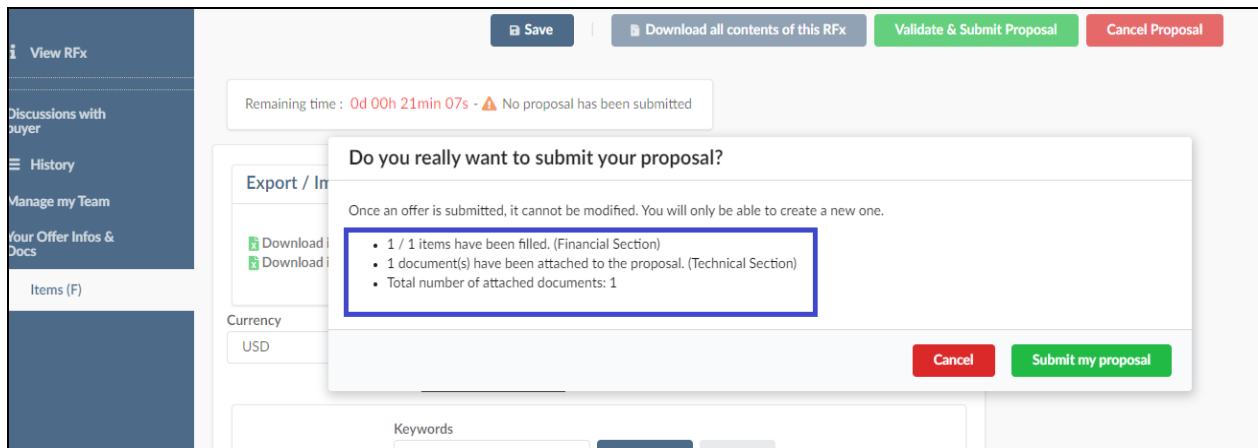 Save
Download all contents of this RFx
Validate & Submit Proposal
Cancel Proposal
View RFx
Discussions with
buyer
History
Manage my Team
Your Offer Infos &
Docs
Items (F)
Remaining time : 0d 00h 21min 07s - No proposal has been submitted
Export / Im
Download i
Download i
Currency
USD
Do you really want to submit your proposal?
Once an offer is submitted, it cannot be modified. You will only be able to create a new one.
• 1 / 1 items have been filled. (Financial Section)
• 1 document(s) have been attached to the proposal. (Technical Section)
• Total number of attached documents: 1
Cancel
Submit my proposal
Keywords